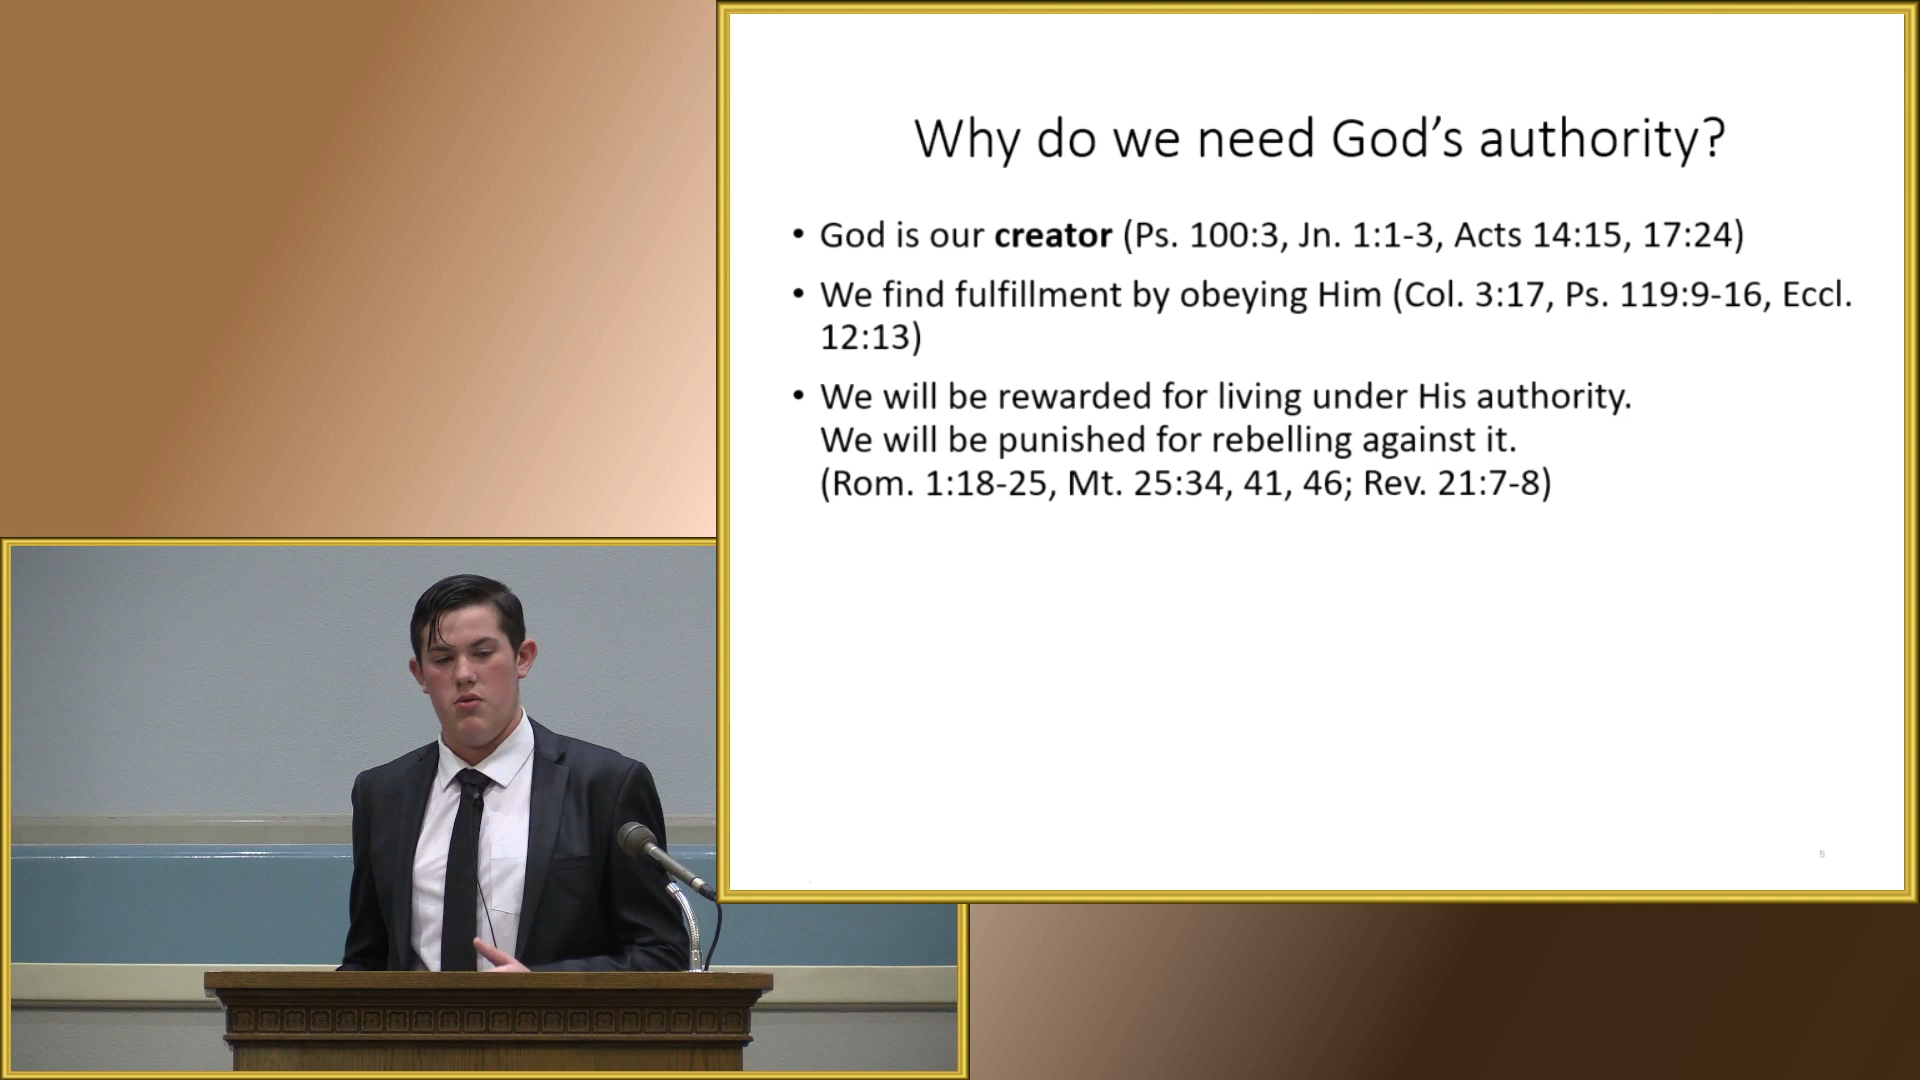 Why do we need God’s authority?
• God is our creator (Ps. 100:3, Jn. 1:1-3, Acts 14:15, 17:24)
• We find fulfillment by obeying Him (Col. 3:17, Ps. 119:9-16, Eccl.
12:13)
• We will be rewarded for living under His authority.
We will be punished for rebelling against it.
(Rom. 1:18-25, Mt. 25:34, 41, 46; Rev. 21:7-8)
5